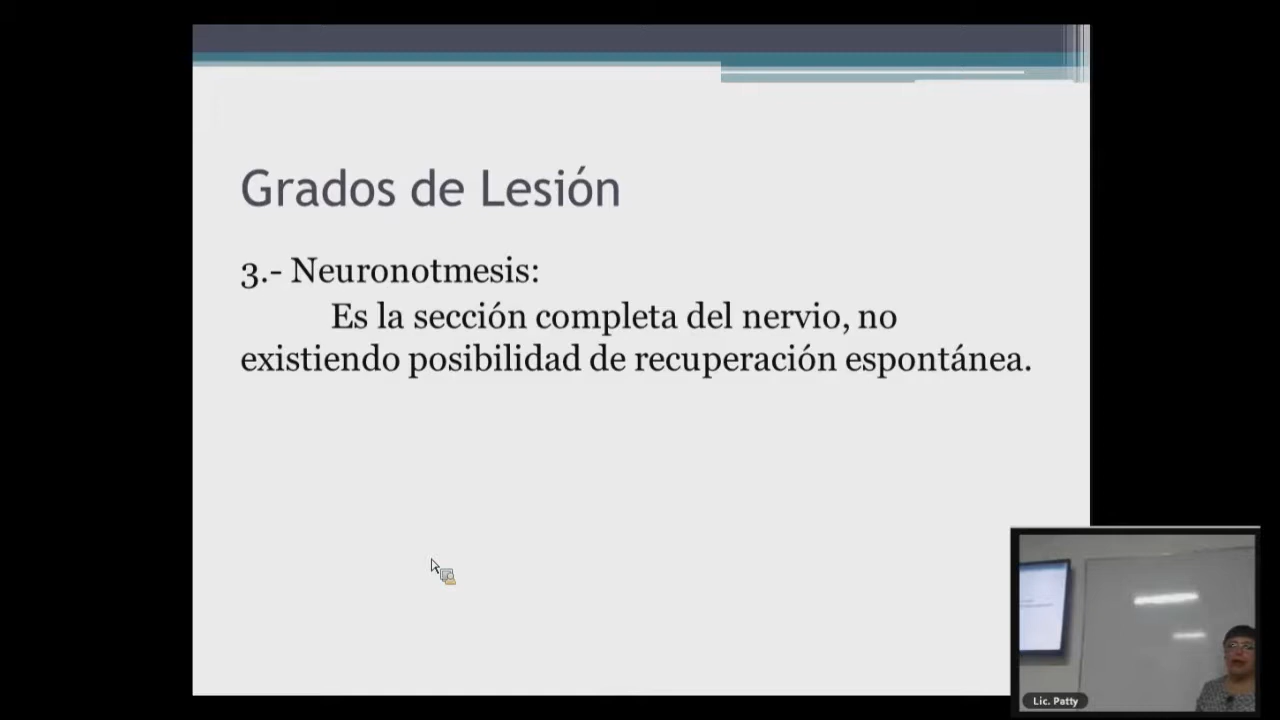 Grados de Lesión
3.- Neuronotmesis:
Es la sección completa del nervio, no
existiendo posibilidad de recuperación espontánea.
Lic. Patty